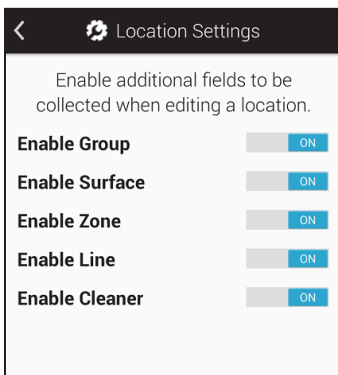 Location Settings
Enable additional fields to be
collected when editing a location.
Enable Group ON
Enable Surface ON
Enable Zone ON
Enable Line ON
Enable Cleaner ON